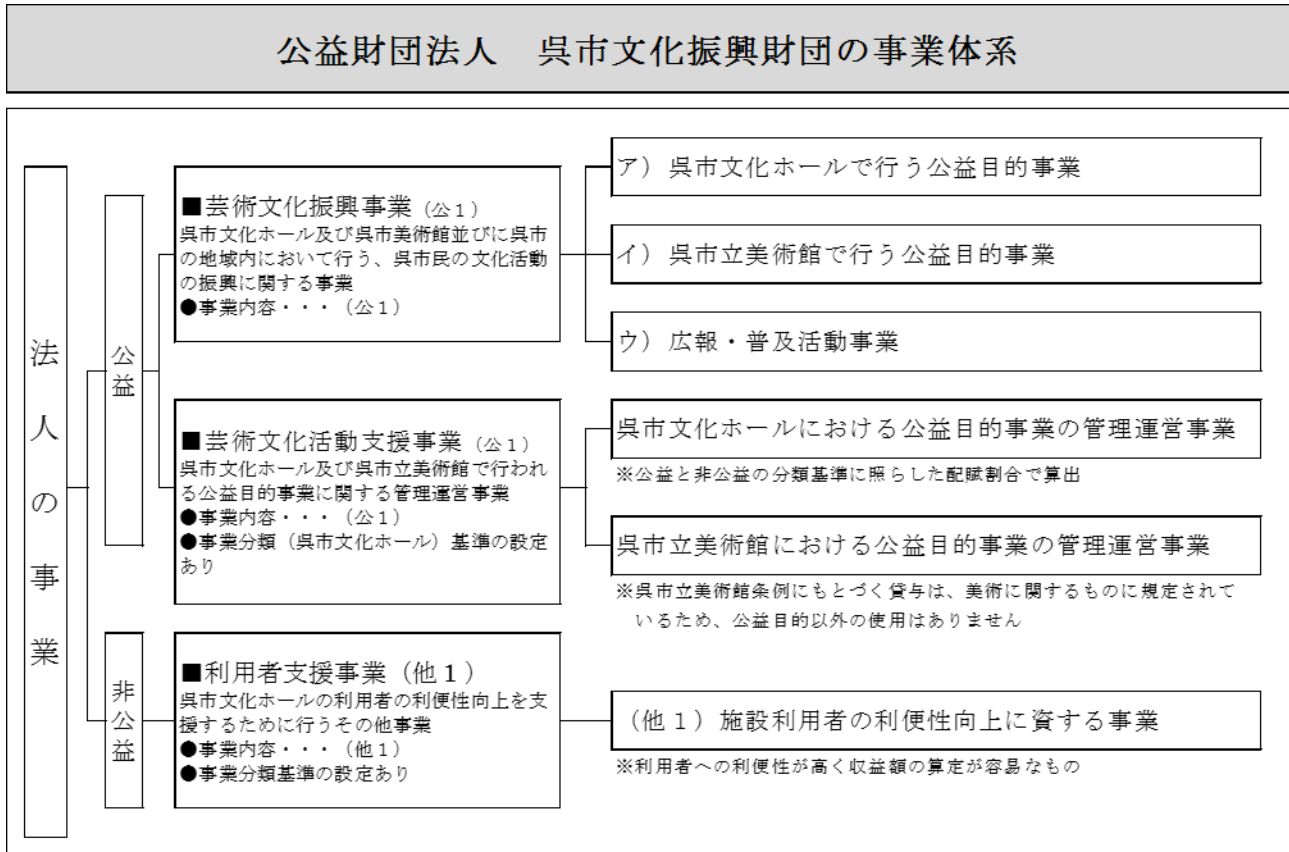 公益財団法人　呉市文化振興財団の事業体系
法人の事業
公益
■芸術文化振興事業（公１）
呉市文化ホール及び呉市美術館並びに呉市
の地域内において行う、呉市民の文化活動
の振興に関する事業
●事業内容・・・（公１）
ア）呉市文化ホールで行う公益目的事業
イ）呉市立美術館で行う公益目的事業
ウ）広報・普及活動事業
■芸術文化活動支援事業（公１）
呉市文化ホール及び呉市立美術館で行われ
る公益目的事業に関する管理運営事業
●事業内容・・・（公１）
●事業分類（呉市文化ホール）基準の設定
あり
呉市文化ホールにおける公益目的事業の管理運営事業
※公益と非公益の分類基準に照らした配賦割合で算出
呉市立美術館における公益目的事業の管理運営事業
※呉市立美術館条例にもとづく貸与は、美術に関するものに規定されて
いるため、公益目的以外の使用はありません
非公益
■利用者支援事業（他１）
呉市文化ホールの利用者の利便性向上を支
援するために行うその他事業
●事業内容・・・（他１）
●事業分類基準の設定あり
（他１）施設利用者の利便性向上に資する事業
※利用者への利便性が高く収益額の算定が容易なもの